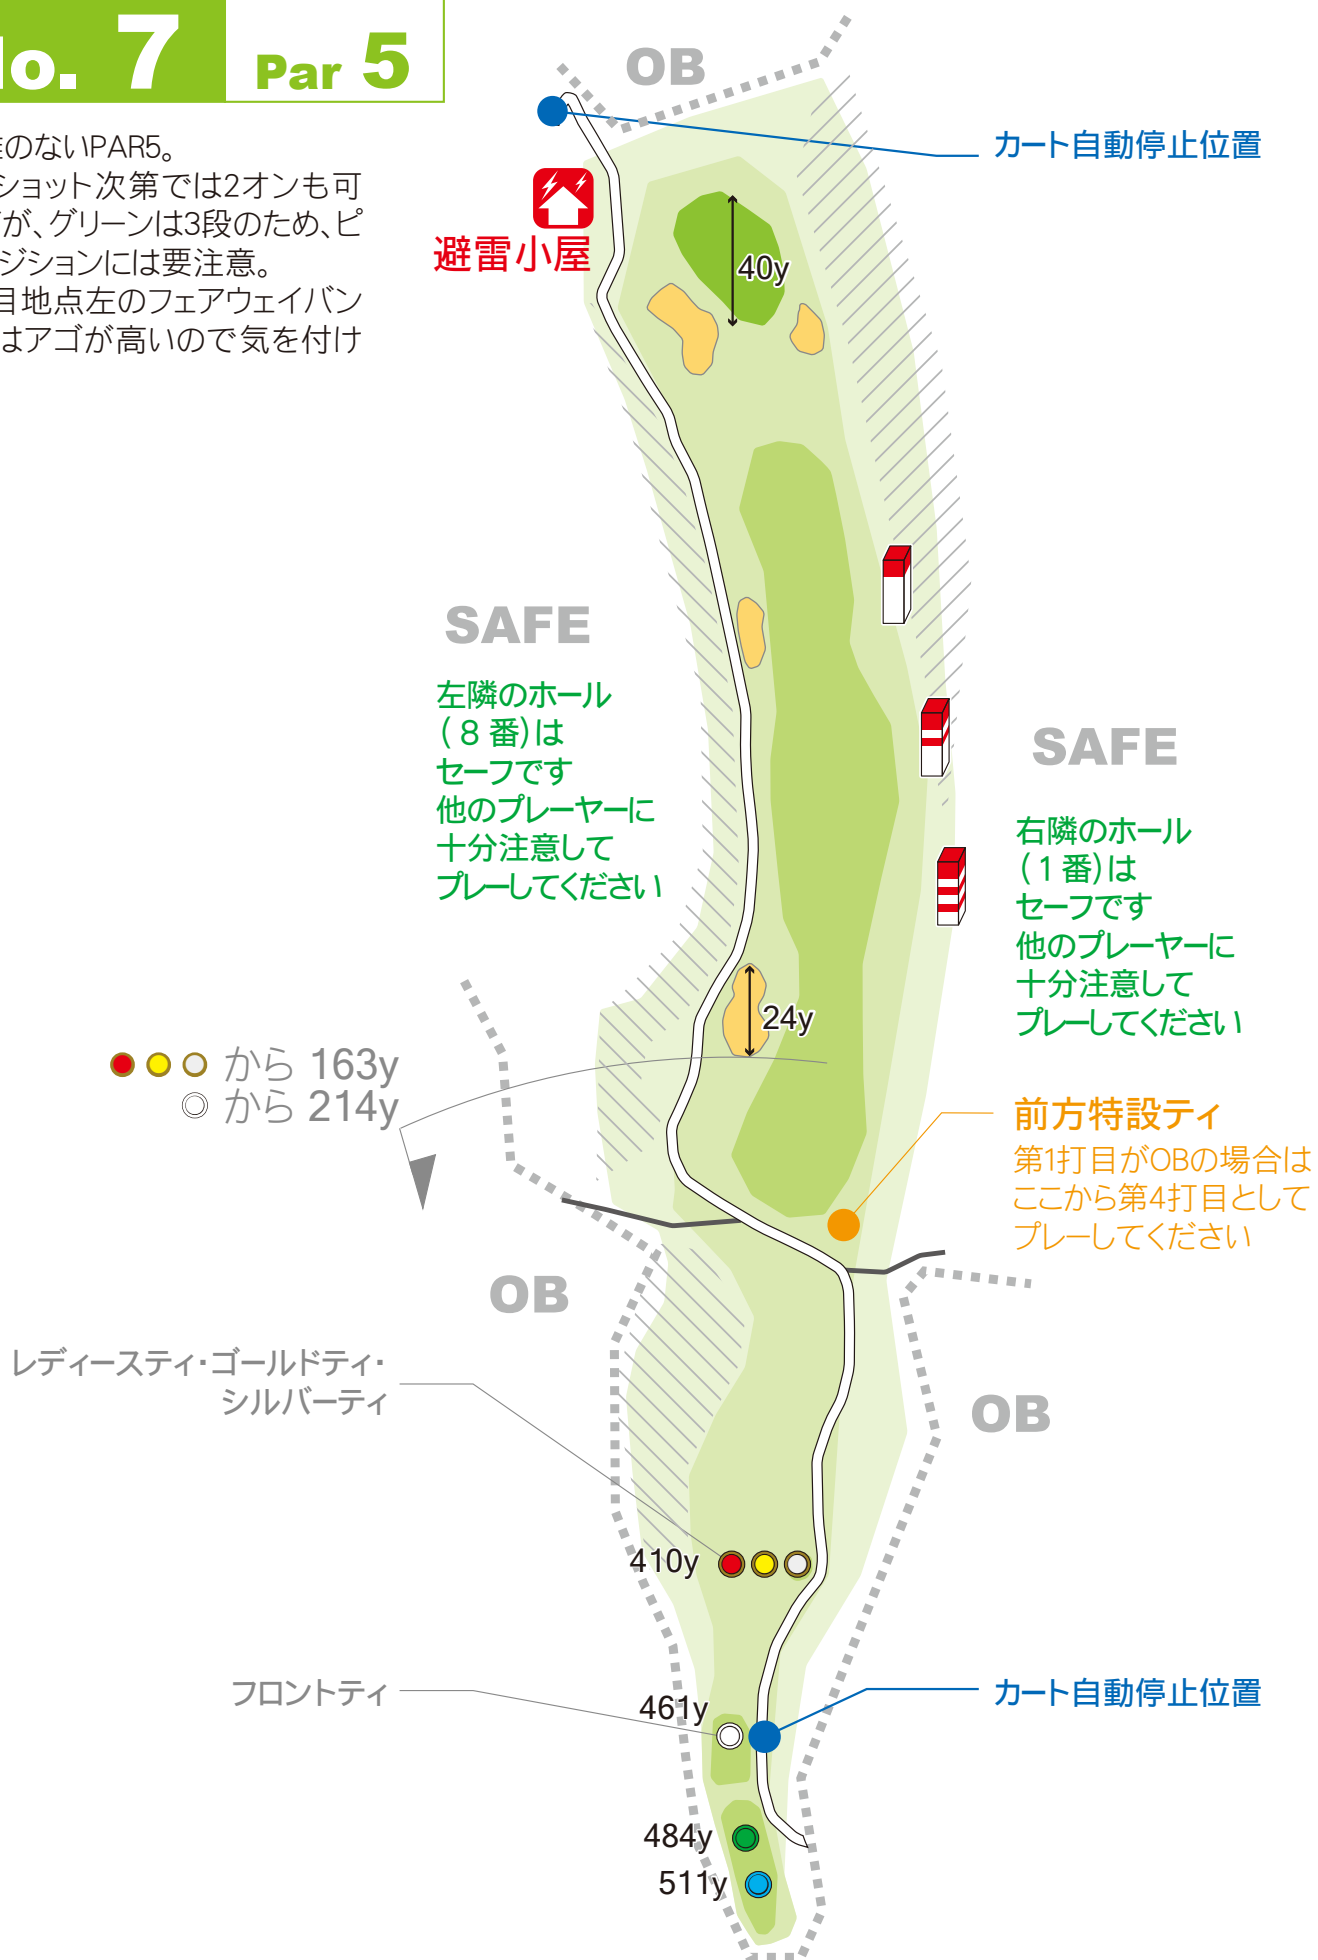 No. 7
Par 5
のないPAR5。
ショット次第では2オンも可
が、グリーンは3段のため、ピ
ジションには要注意。
目地点左のフェアウェイバン
はアゴが高いので気を付け
OB
カート自動停止位置
避雷小屋
40y
SAFE
左隣のホール
(8番)は
セーフです
他のプレーヤーに
十分注意して
プレーしてください
SAFE
右隣のホール
(1番)は
セーフです
他のプレーヤーに
十分注意して
プレーしてください
24y
から 163y
から 214y
前方特設ティ
第1打目がOBの場合は
ここから第4打目として
プレーしてください
OB
レディースティ・ゴールドティ・
シルバーティ
OB
410y
フロントティ
461y
カート自動停止位置
484y
511y